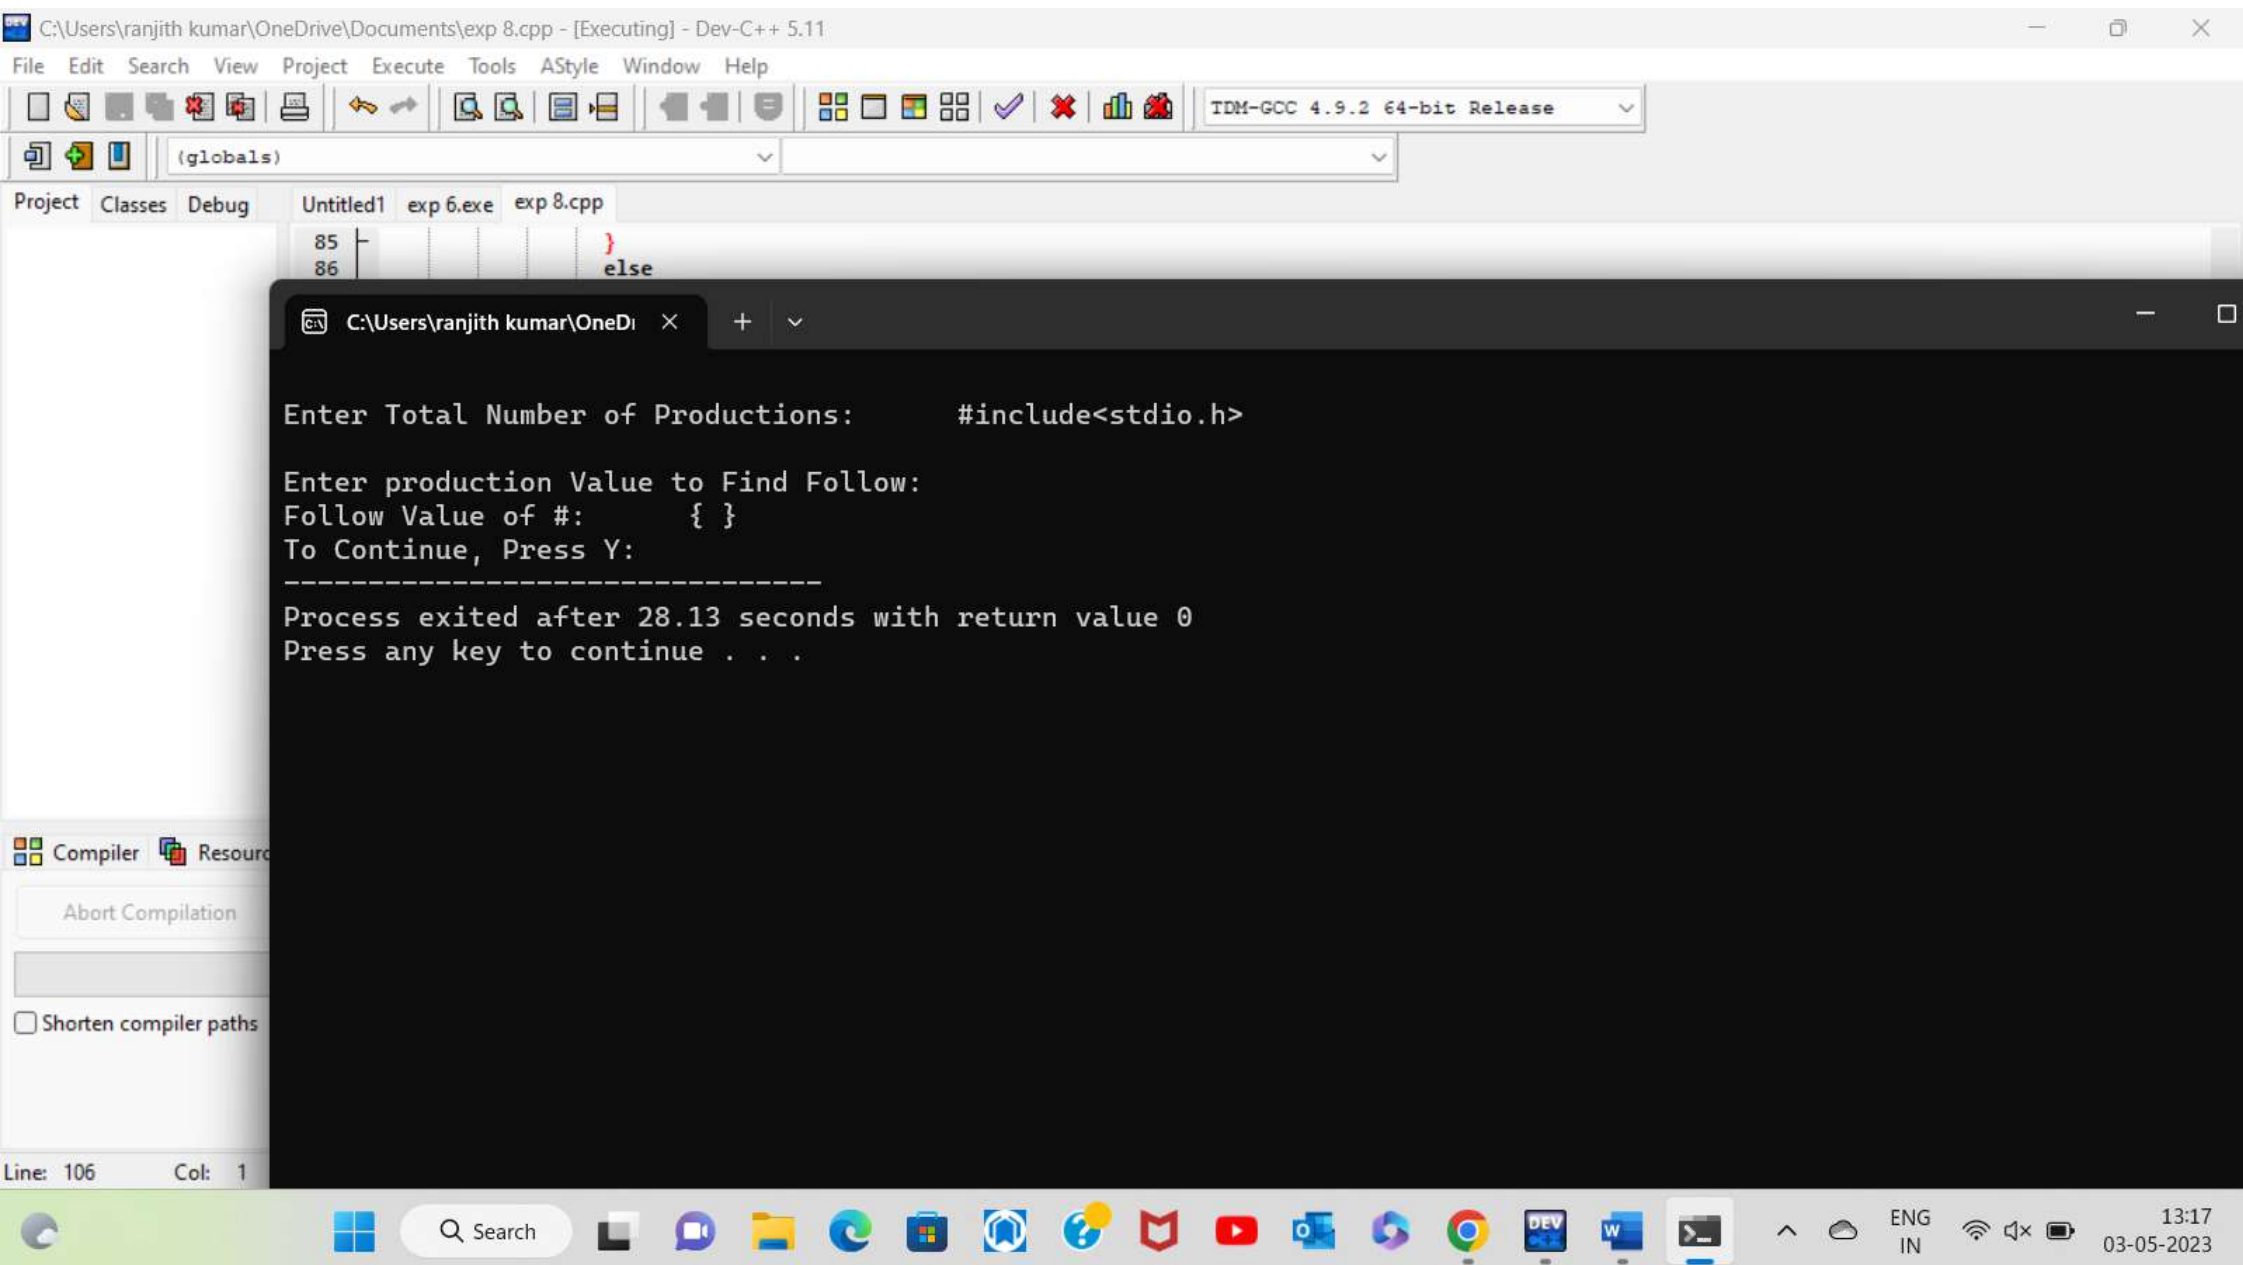 C:\Users\ranjith kumar\OneDrive\Documents\exp 8.cpp - [Executing] - Dev-C++ 5.11
File Edit Search View Project Execute Tools AStyle Window Help
TDM-GCC 4.9.2 64-bit Release
(globals)
Project Classes Debug Untitled1 exp 6.exe exp 8.cpp
85 }
86 else
C:\Users\ranjith kumar\OneDr
Enter Total Number of Productions: #include<stdio.h>
Enter production Value to Find Follow:
Follow Value of #: { }
To Continue, Press Y:
--------------------------------
Process exited after 28.13 seconds with return value 0
Press any key to continue . . .
Compiler Resourc
Abort Compilation
Shorten compiler paths
Line: 106 Col: 1
Search
ENG
IN
13:17
03-05-2023